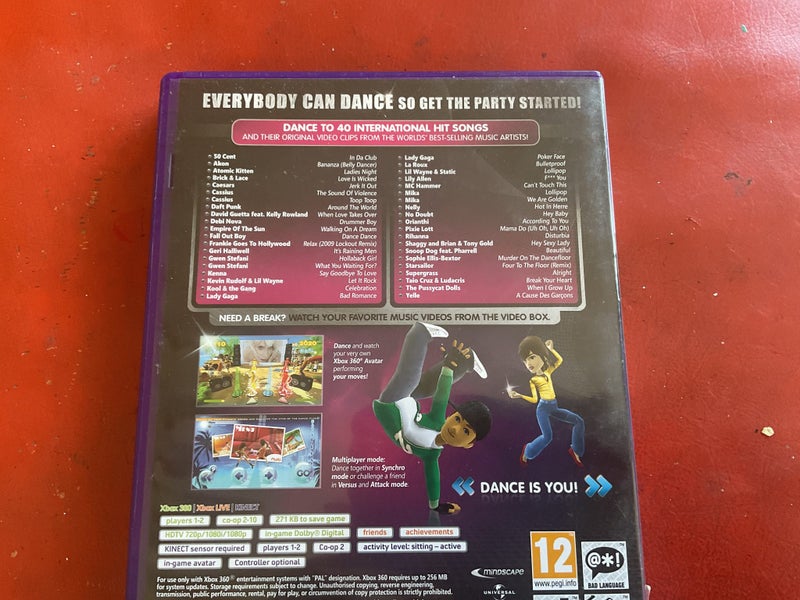 EVERYBODY CAN DANCE SO GET THE PARTY STARTED!
DANCE TO 40 INTERNATIONAL HIT SONGS
AND THEIR ORIGINAL VIDEO CLIPS FROM THE WORLDS' BEST-SELLING MUSIC ARTISTS!
50 Cent In Da Club
Akon Bananza (Belly Dancer)
Atomic Kitten Ladies Night
Brick & Lace Love Is Wicked
Caesars Jerk It Out
Cassius The Sound Of Violence
Cassius Toop Toop
Daft Punk Around The World
David Guetta feat. Kelly Rowland When Love Takes Over
Debi Nova Drummer Boy
Empire Of The Sun Walking On A Dream
Fall Out Boy Dance Dance
Frankie Goes To Hollywood Relax (2009 Lockout Remix)
Geri Halliwell It's Raining Men
Gwen Stefani Hollaback Girl
Gwen Stefani What You Waiting For?
Kenna Say Goodbye To Love
Kevin Rudolf & Lil Wayne Let It Rock
Kool & the Gang Celebration
Lady Gaga Bad Romance
Lady Gaga Poker Face
La Roux Bulletproof
Lil Wayne & Static Lollipop
Lily Allen F*** You
MC Hammer Can't Touch This
Mika Lollipop
Mika We Are Golden
Nelly Hot In Herre
No Doubt Hey Baby
Orianthi According To You
Pixie Lott Mama Do (Uh Oh, Uh Oh)
Rihanna Disturbia
Shaggy and Brian & Tony Gold Hey Sexy Lady
Snoop Dog feat. Pharrell Beautiful
Sophie Ellis-Bextor Murder On The Dancefloor
Starsailor Four To The Floor (Remix)
Supergrass Alright
Taio Cruz & Ludacris Break Your Heart
The Pussycat Dolls When I Grow Up
Yelle A Cause Des Garçons
NEED A BREAK? WATCH YOUR FAVORITE MUSIC VIDEOS FROM THE VIDEO BOX.
Dance and watch
your very own
Xbox 360® Avatar
performing
your moves!
Multiplayer mode:
Dance together in Synchro
mode or challenge a friend
in Versus and Attack mode.
GO!
DANCE IS YOU!
Xbox 360 | Xbox LIVE | KINECT
players 1-2 co-op 2-10 271 KB to save game
HDTV 720p/1080i/1080p in-game Dolby® Digital friends achievements
KINECT sensor required players 1-2 Co-op 2 activity level: sitting – active
in-game avatar Controller optional
For use only with Xbox 360® entertainment systems with "PAL" designation. Xbox 360 requires up to 256 MB
for system updates. Storage requirements subject to change. Unauthorised copying, reverse engineering,
transmission, public performance, rental, pay for play, or circumvention of copy protection is strictly prohibited.
MINDSCAPE
UNIVERSAL
12
www.pegi.info
@*!
BAD LANGUAGE